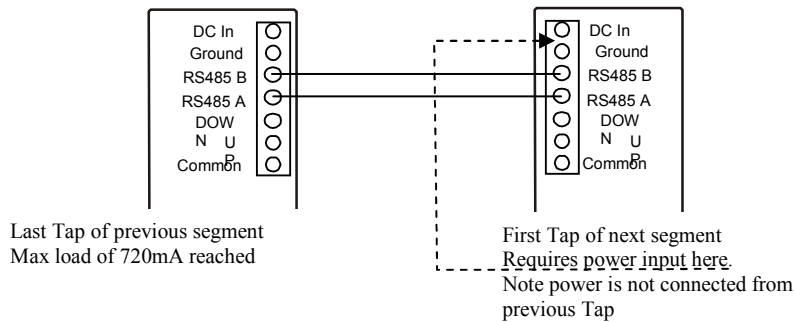 DC In
Ground
RS485 B
RS485 A
DOW
N U
P
Common
Last Tap of previous segment
Max load of 720mA reached
DC In
Ground
RS485 B
RS485 A
DOW
N U
P
Common
First Tap of next segment
Requires power input here.
Note power is not connected from
previous Tap